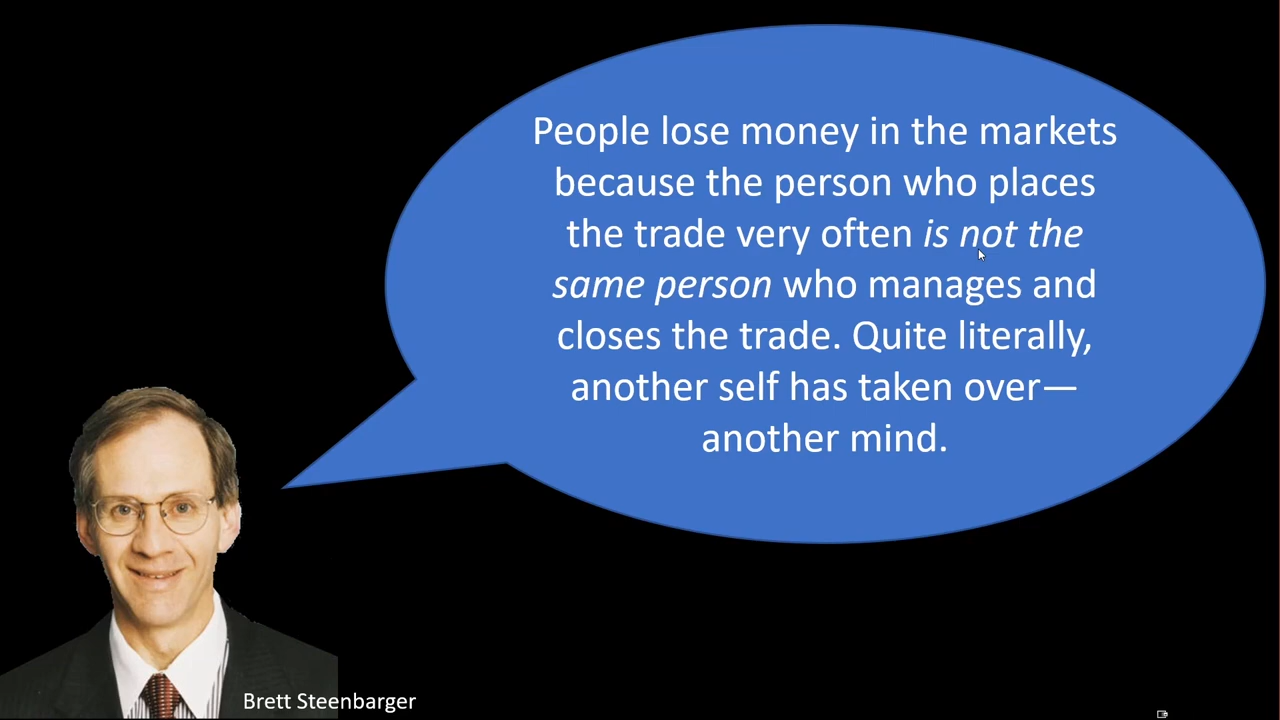 People lose money in the markets
because the person who places
the trade very often is not the
same person who manages and
closes the trade. Quite literally,
another self has taken over—
another mind.
Brett Steenbarger